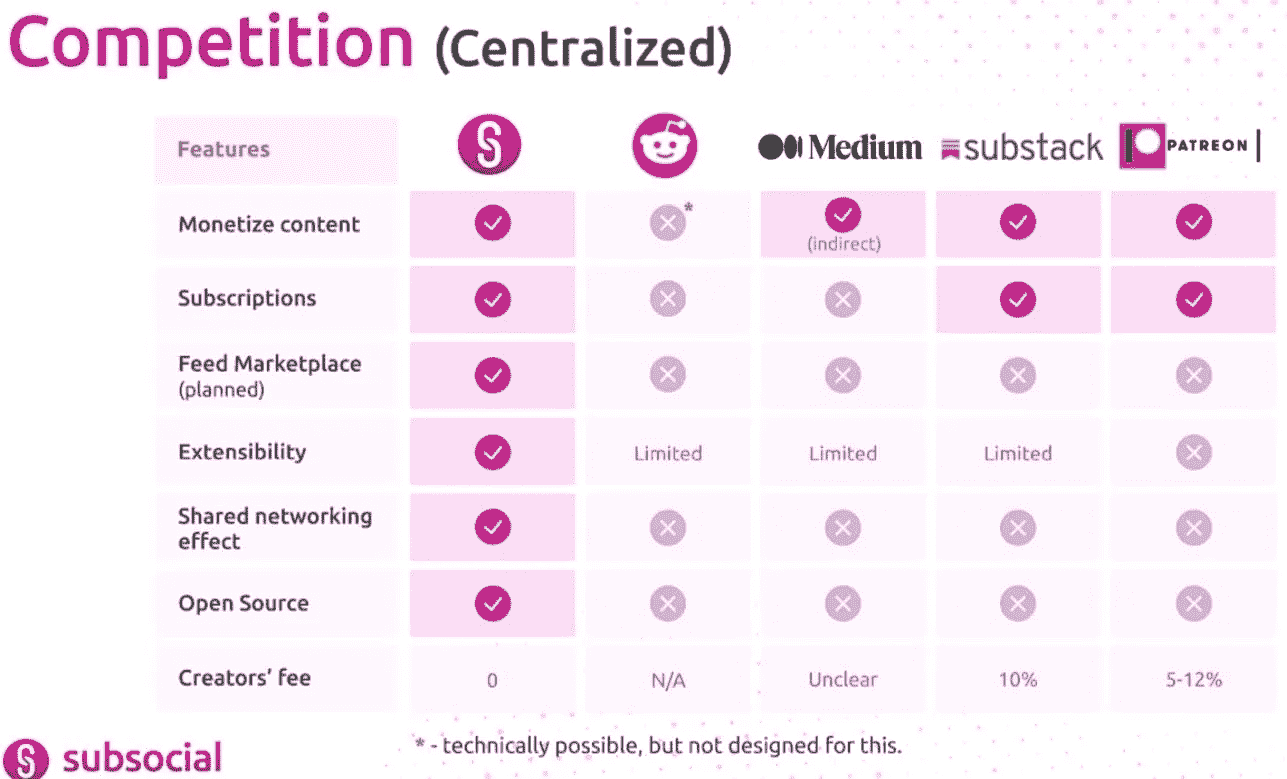 Competition (Centralized)
Features Medium substack PATREON
Monetize content *
(indirect)
Subscriptions
Feed Marketplace
(planned)
Extensibility Limited Limited Limited
Shared networking
effect
Open Source
Creators' fee 0 N/A Unclear 10% 5-12%
* - technically possible, but not designed for this.
subsocial